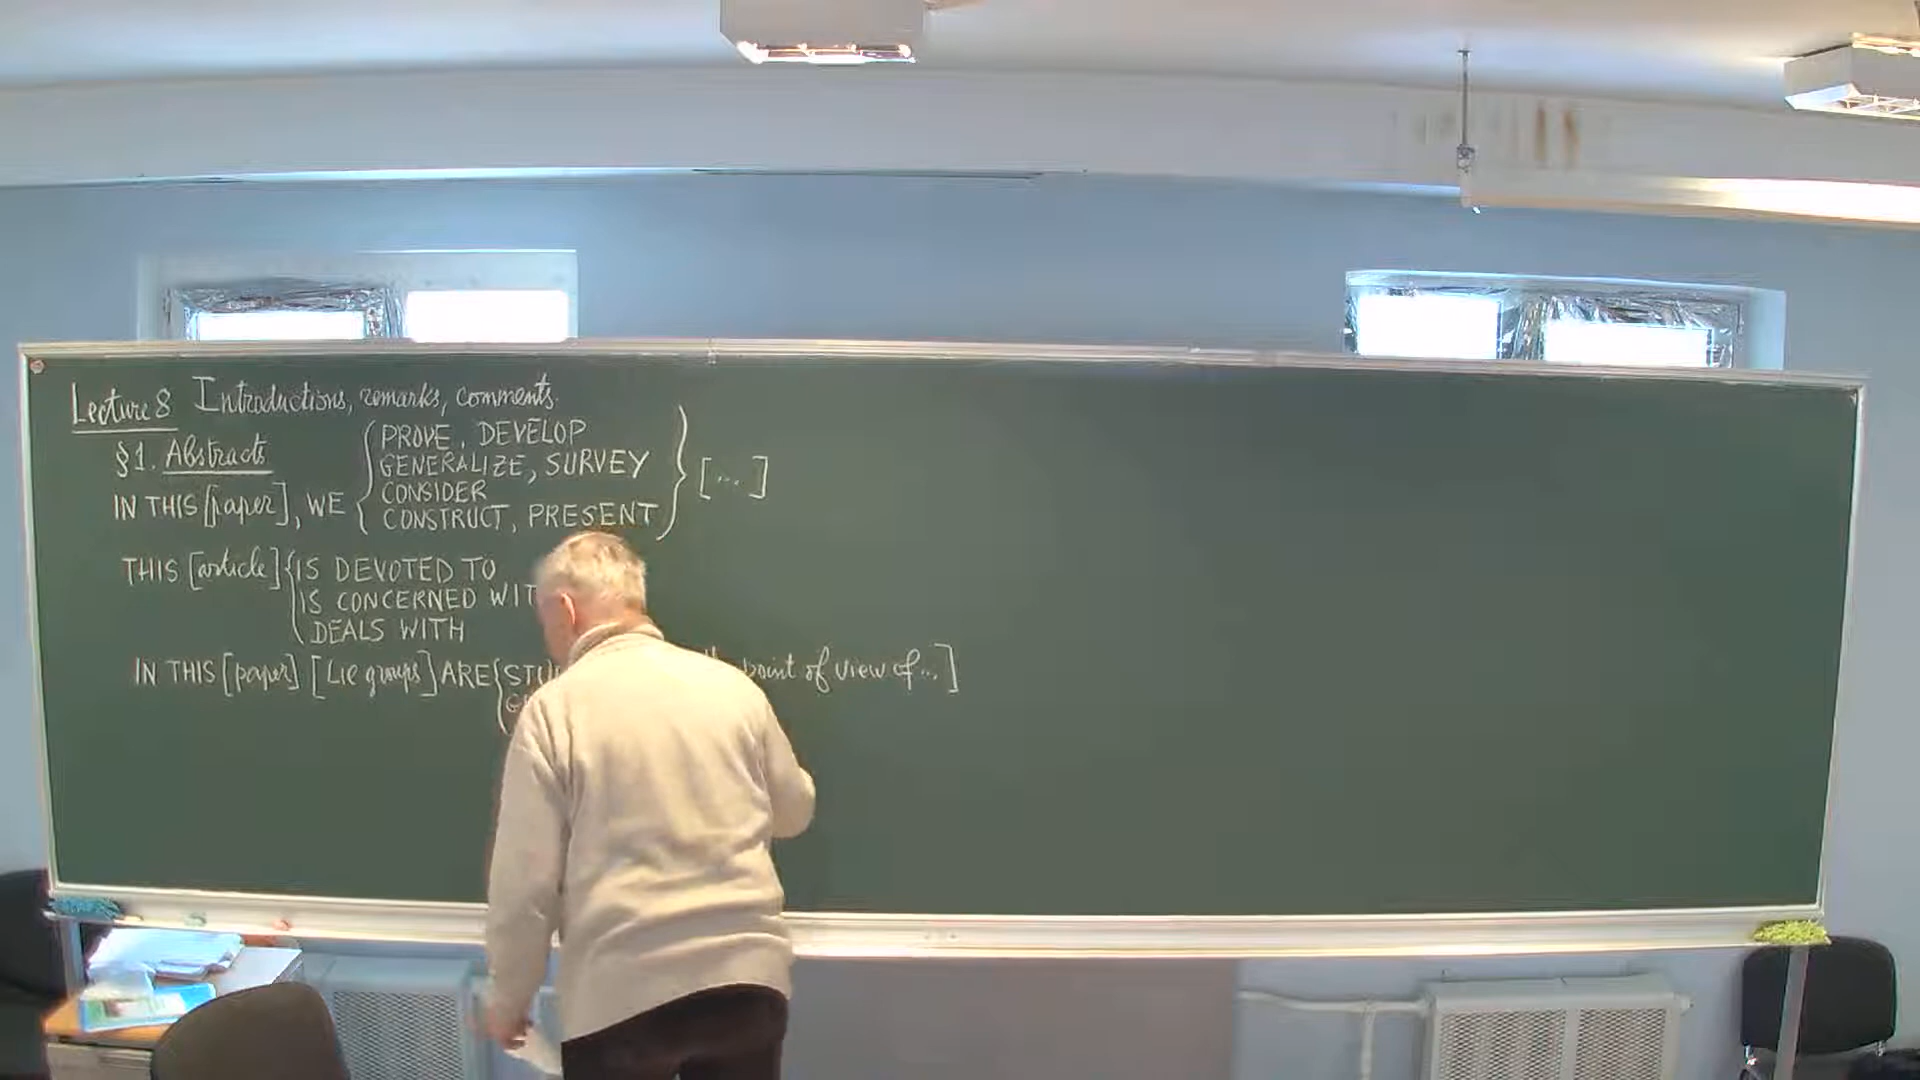 Lecture 8 Introductions, remarks, comments.
§1. Abstracts
IN THIS [paper], WE
PROVE, DEVELOP
GENERALIZE, SURVEY
CONSIDER
CONSTRUCT, PRESENT
[...]
THIS [article]
IS DEVOTED TO
IS CONCERNED
DEALS WITH
IN THIS [paper] [Lie groups] ARE point of view of...]